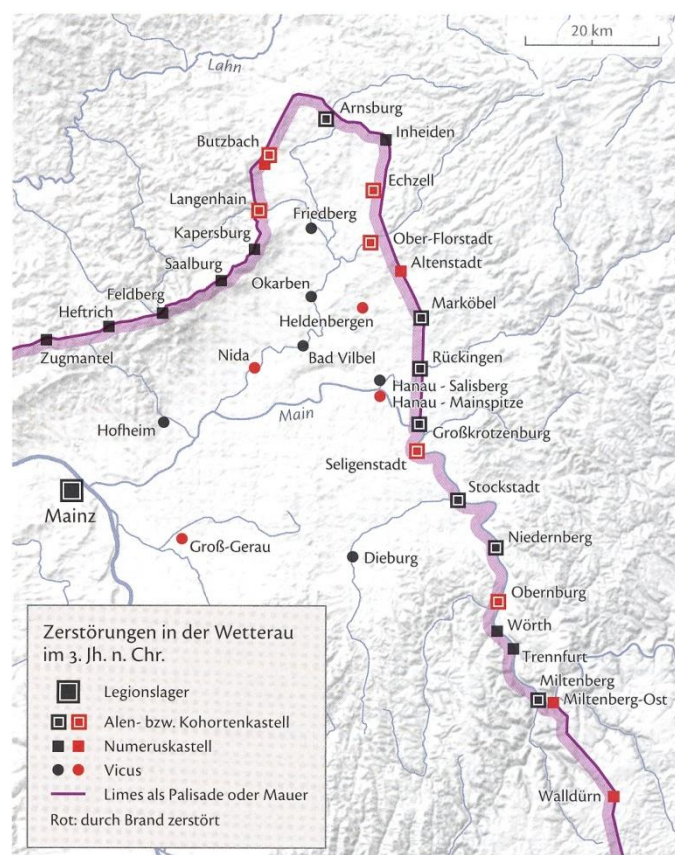 20 km
Lahn
Arnsburg
Butzbach
Inheiden
Echzell
Langenhain
Friedberg
Kapersburg
Ober-Florstadt
Saalburg
Altenstadt
Feldberg
Okarben
Heftrich
Heldenbergen
Marköbel
Zugmantel
Nida
Bad Vilbel
Rückingen
Hanau - Salisberg
Hanau - Mainspitze
Main
Hofheim
Großkrotzenburg
Seligenstadt
Stockstadt
Mainz
Groß-Gerau
Dieburg
Niedernberg
Obernburg
Wörth
Trennfurt
Miltenberg
Miltenberg-Ost
Walldürn
Zerstörungen in der Wetterau
im 3. Jh. n. Chr.
Legionslager
Alen- bzw. Kohortenkastell
Numeruskastell
Vicus
Limes als Palisade oder Mauer
Rot: durch Brand zerstört